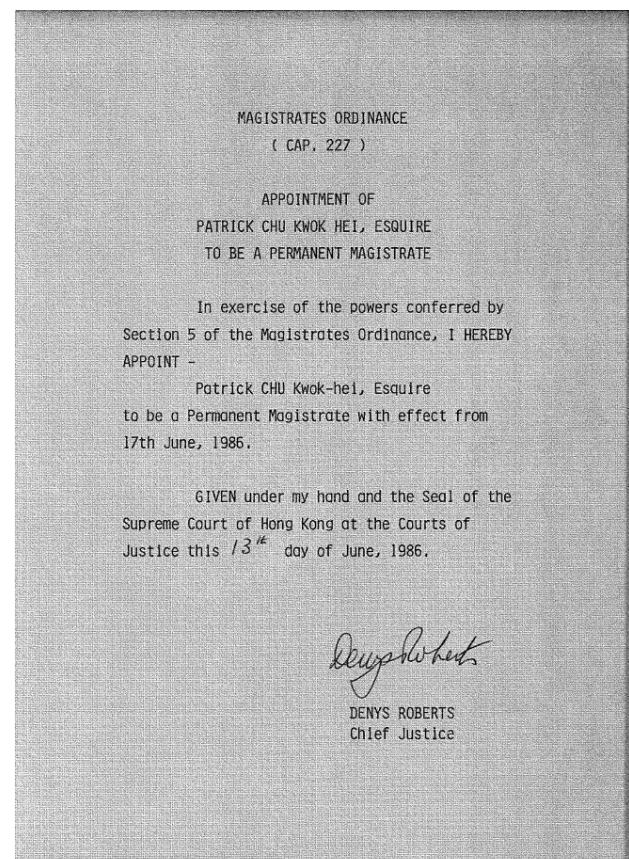 MAGISTRATES ORDINANCE
( CAP. 227 )
APPOINTMENT OF
PATRICK CHU KWOK HEI, ESQUIRE
TO BE A PERMANENT MAGISTRATE
In exercise of the powers conferred by
Section 5 of the Magistrates Ordinance, I HEREBY
APPOINT -
Patrick CHU Kwok-hei, Esquire
to be a Permanent Magistrate with effect from
17th June, 1986.
GIVEN under my hand and the Seal of the
Supreme Court of Hong Kong at the Courts of
Justice this 13th day of June, 1986.
Denys Roberts
DENYS ROBERTS
Chief Justice